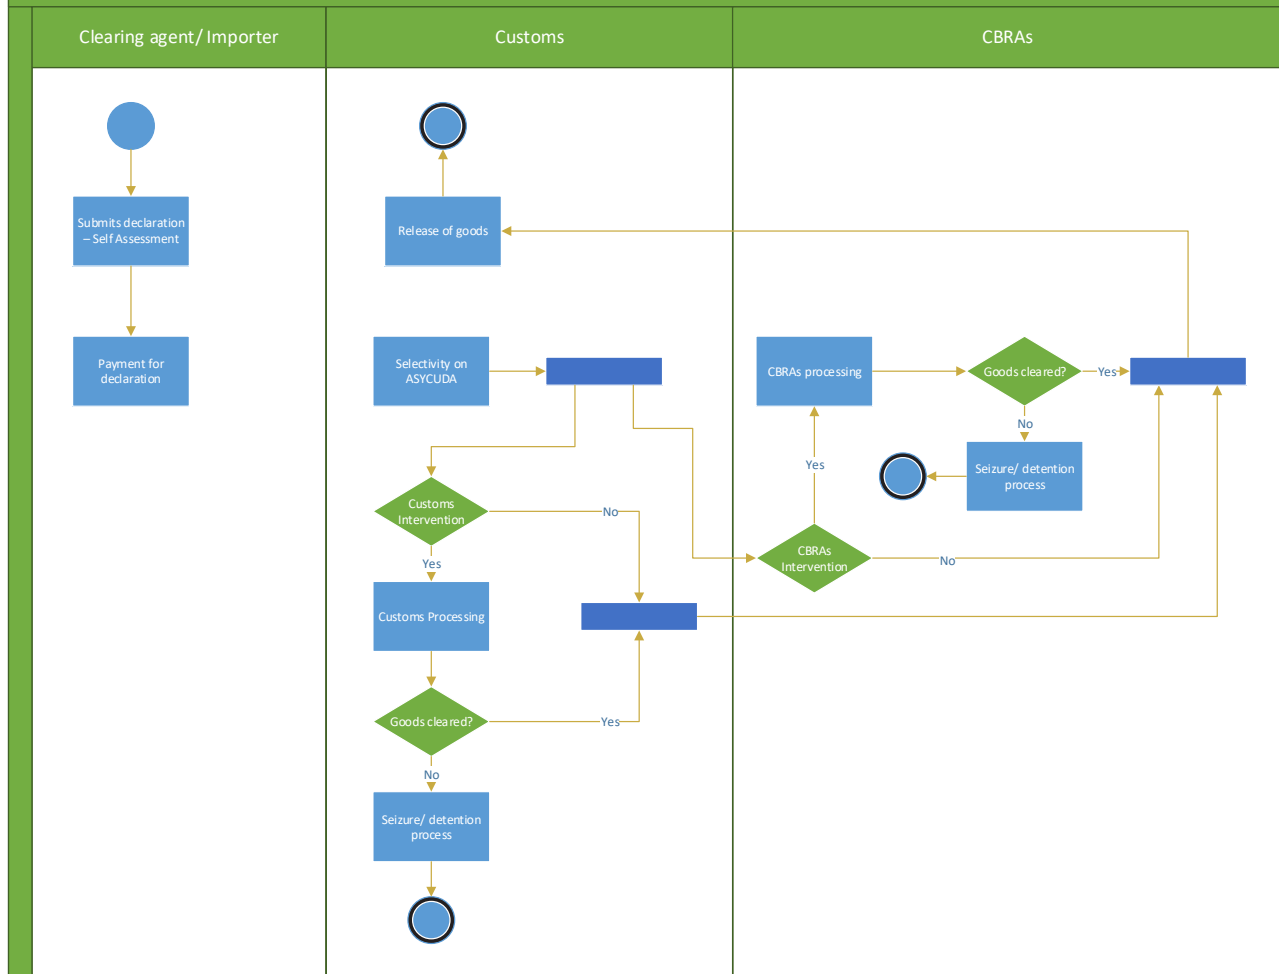 Clearing agent/ Importer
Customs
CBRAs
Submits declaration
– Self Assessment
Release of goods
Payment for
declaration
Selectivity on
ASYCUDA
CBRAs processing
Goods cleared?
Yes
No
Seizure/ detention
process
Yes
Customs
Intervention
No
CBRAs
Intervention
No
Yes
Customs Processing
Goods cleared?
Yes
No
Seizure/ detention
process